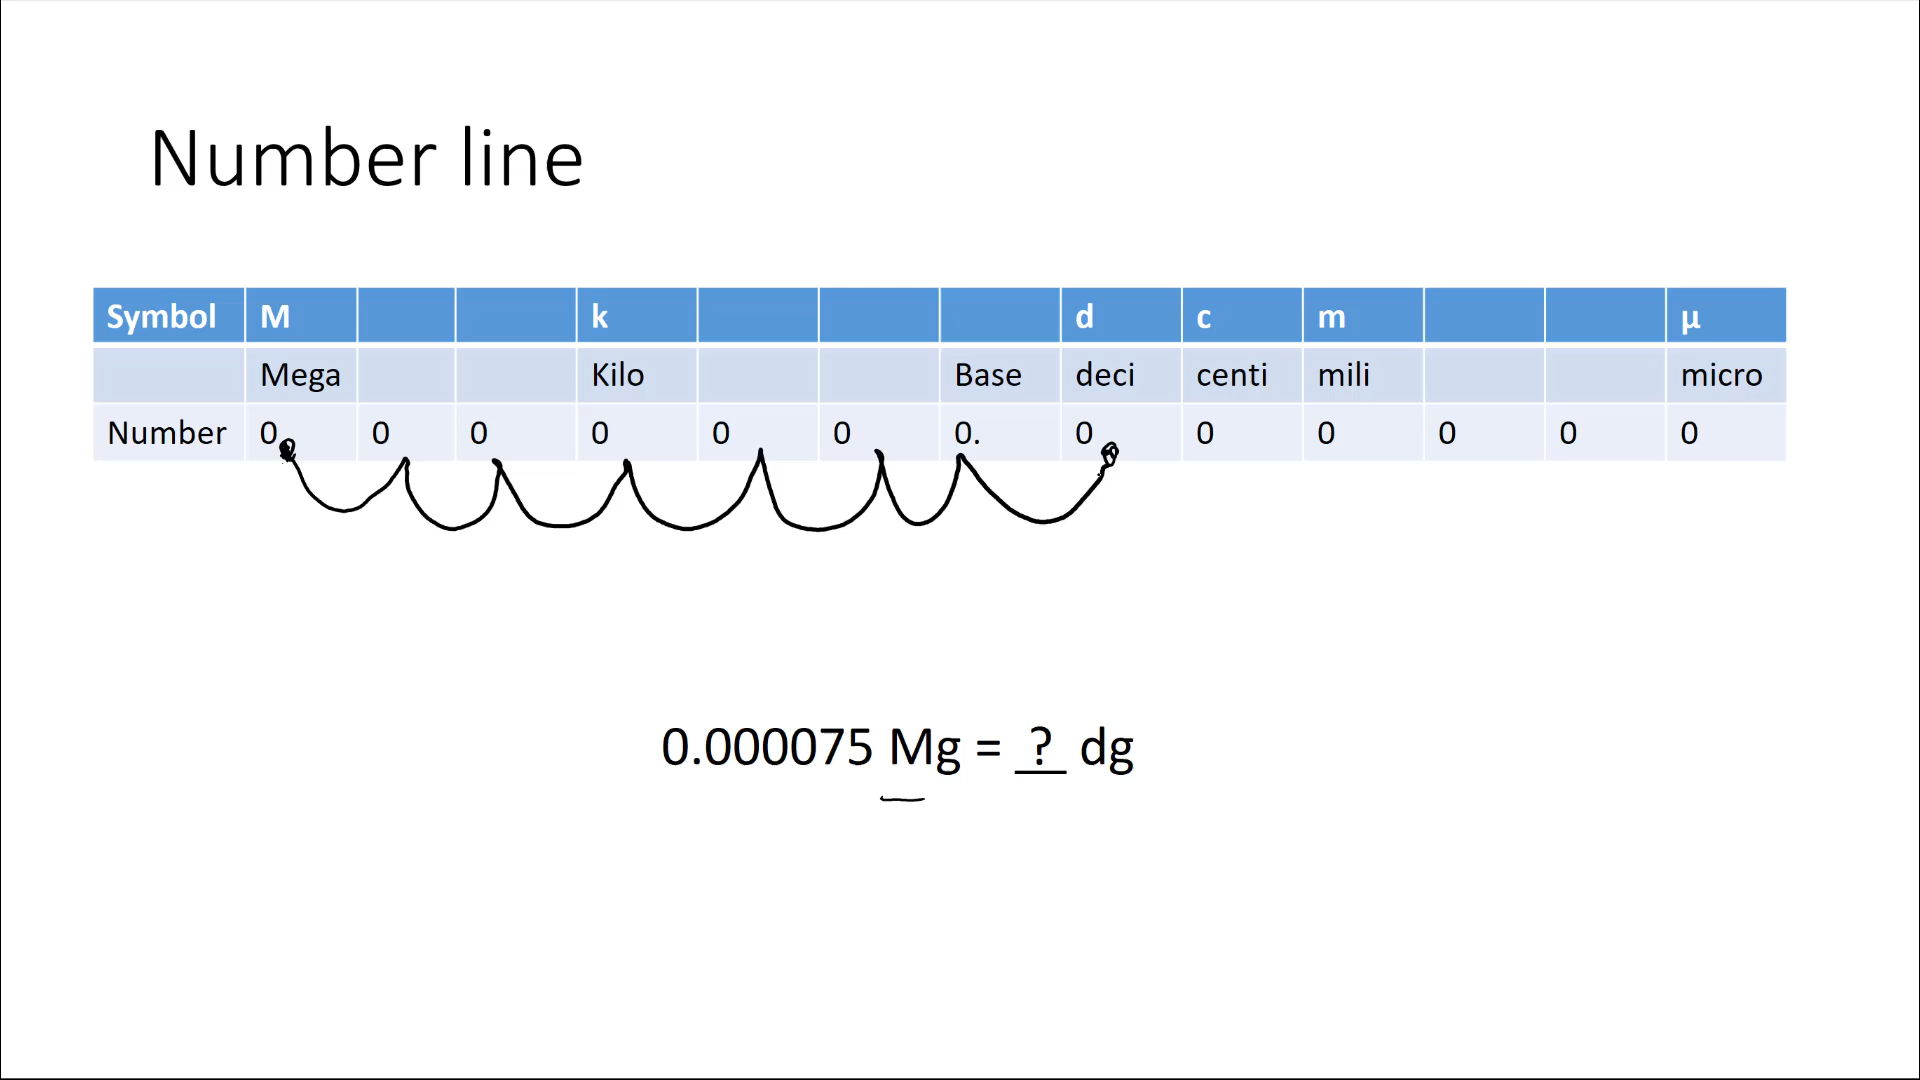 Number line
Symbol M k d c m µ
Mega Kilo Base deci centi mili micro
Number 0 0 0 0 0 0 0. 0 0 0 0 0 0
0.000075 Mg = ? dg